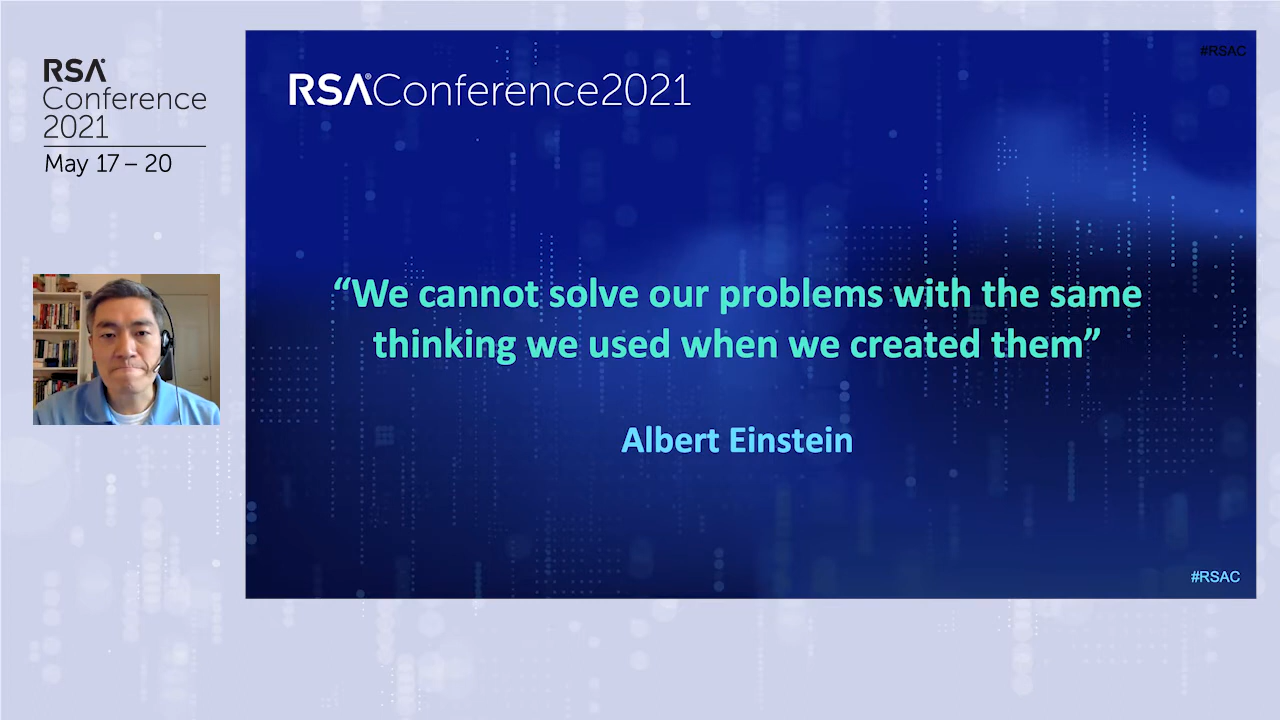 RSA
Conference
2021
May 17 – 20
#RSAC
RSAConference2021
“We cannot solve our problems with the same
thinking we used when we created them”
Albert Einstein
#RSAC